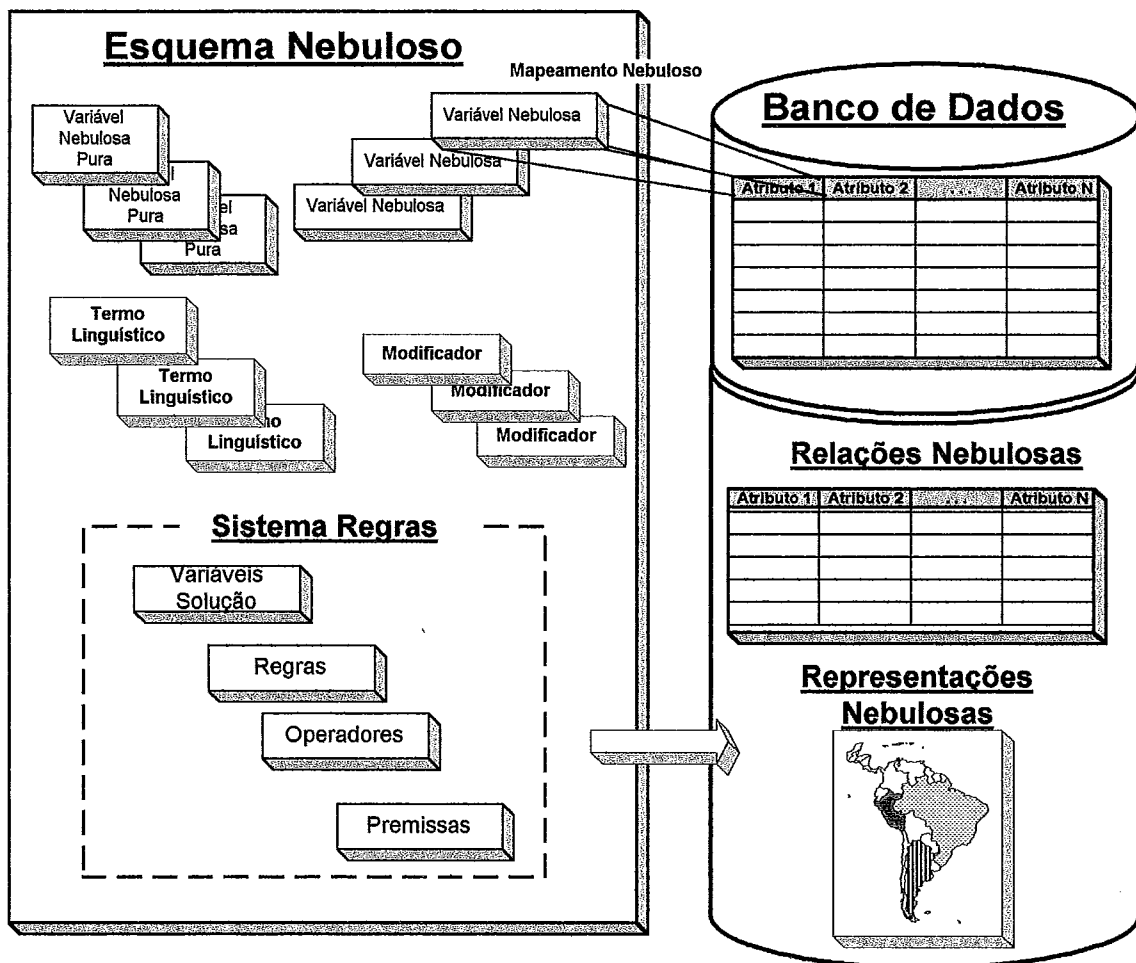 Esquema Nebuloso
Mapeamento Nebuloso
Variável
Nebulosa
Pura
Nebulosa
Pura
Pura
Variável Nebulosa
Variável Nebulosa
Variável Nebulosa
Termo
Linguístico
Termo
Linguístico
Linguístico
Modificador
Modificador
Modificador
Sistema Regras
Variáveis
Solução
Regras
Operadores
Premissas
Banco de Dados
Atributo 1 Atributo 2 . . . Atributo N
Relações Nebulosas
Atributo 1 Atributo 2 . . . Atributo N
Representações
Nebulosas